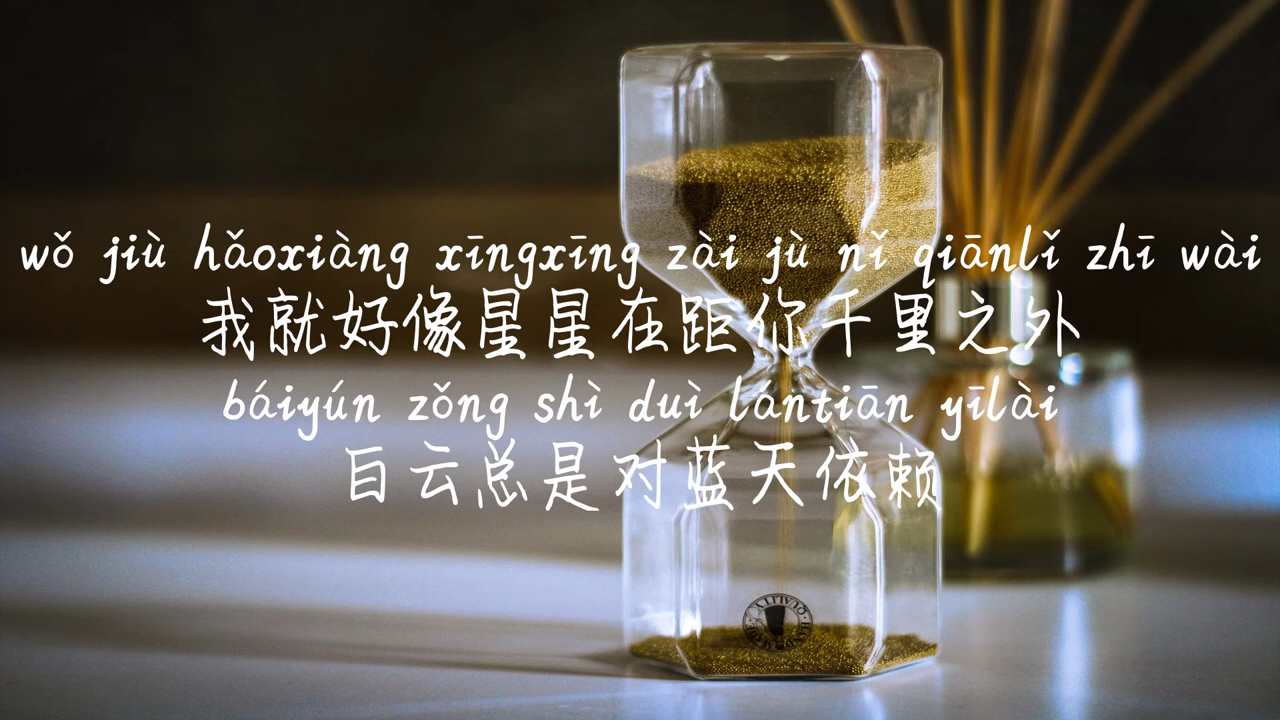 wǒ jiù hǎoxiàng xīngxīng zài jù nǐ qiānlǐ zhī wài
我就好像星星在距你千里之外
báiyún zǒng shì duì lántiān yīlài
白云总是对蓝天依赖
QUALITY